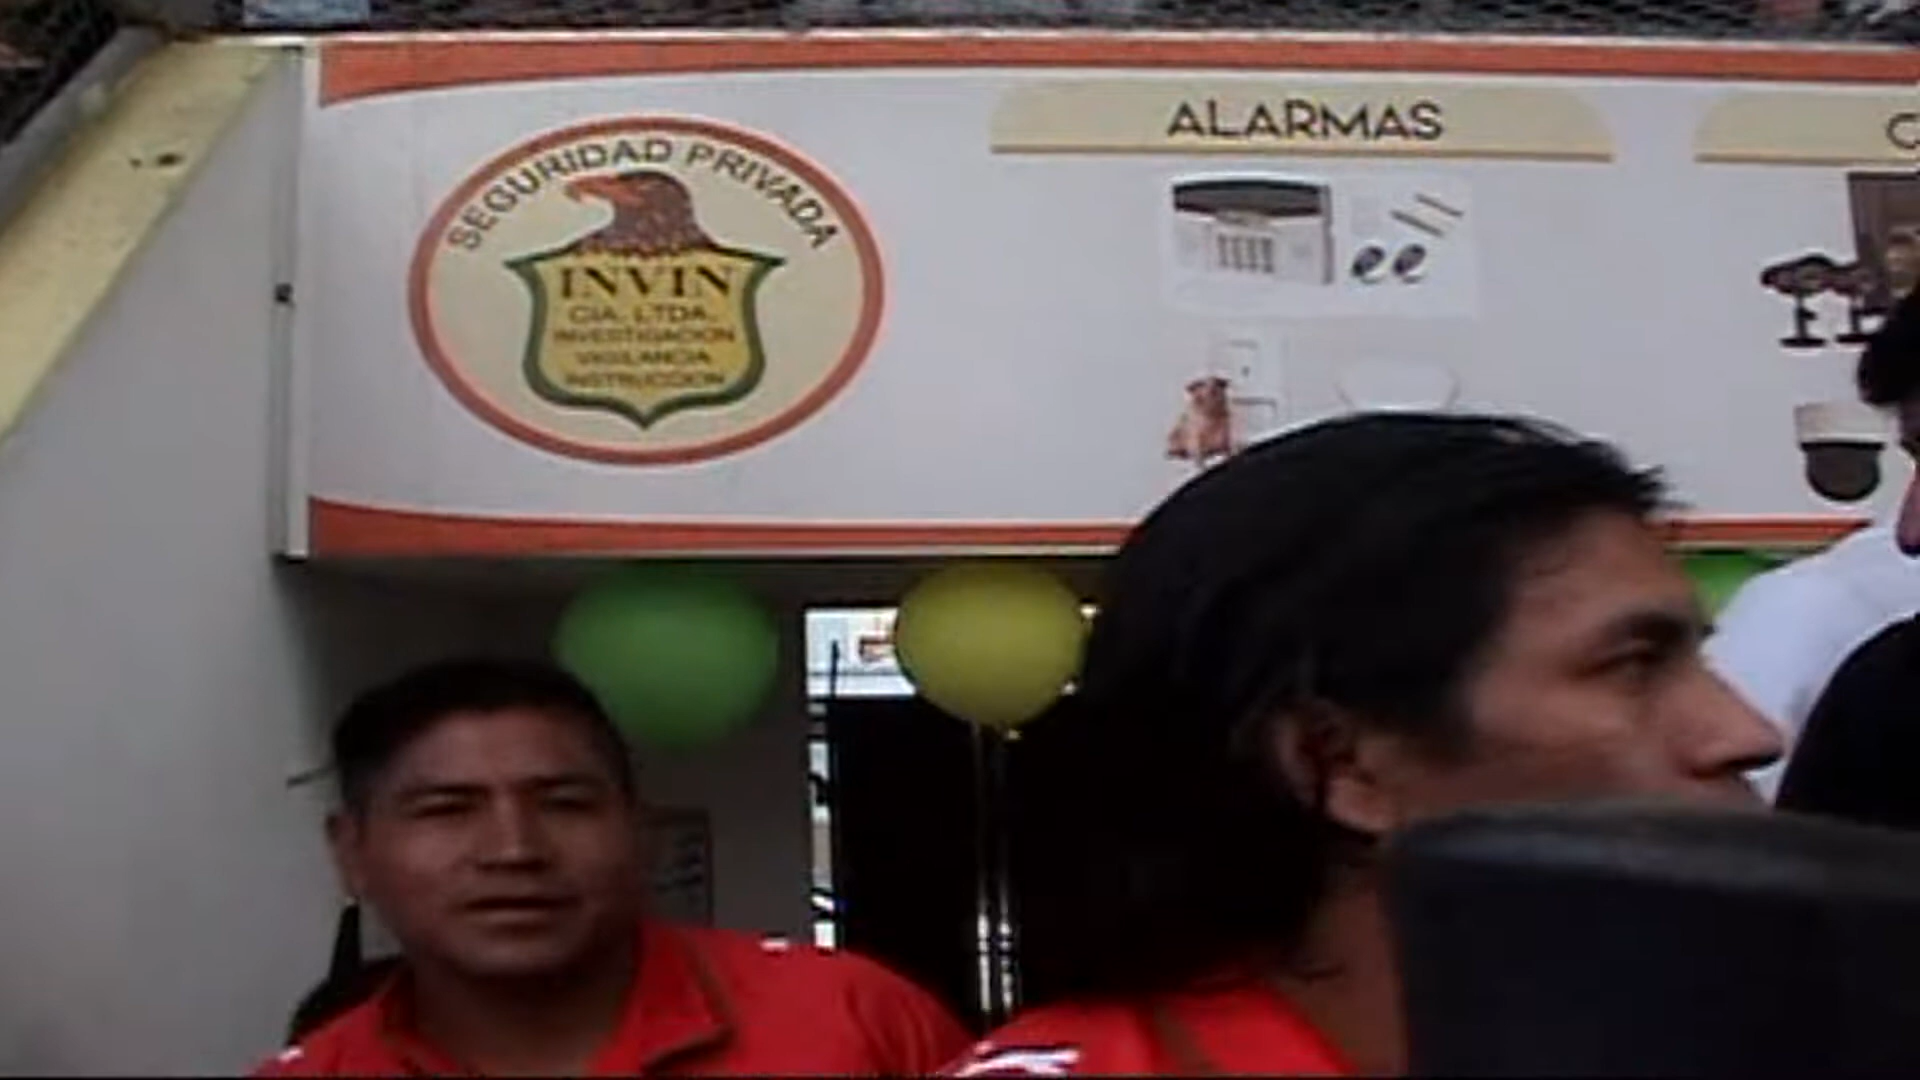 SEGURIDAD PRIVADA
INVIN
CIA. LTDA.
INVESTIGACION
VIGILANCIA
INSTRUCCION
ALARMAS